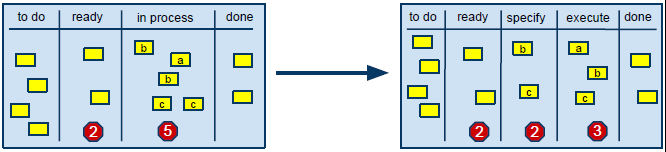 to do ready in process done
b
a
b
c c
2 5
to do ready specify execute done
b a
b
c c
2 2 3